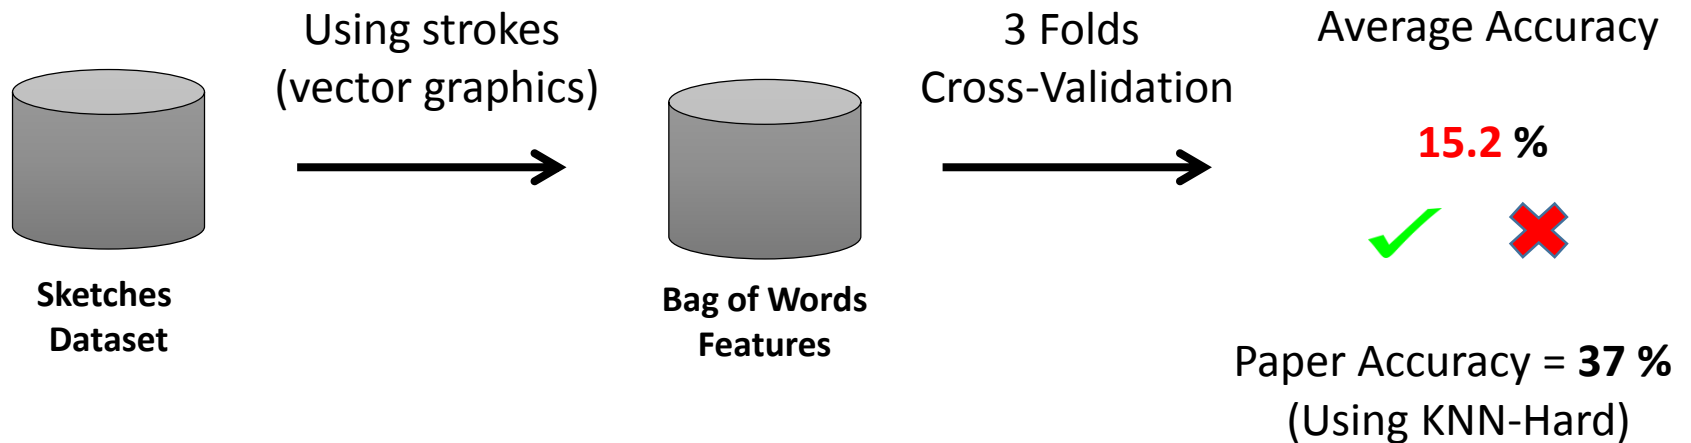 Using strokes
(vector graphics)
3 Folds
Cross-Validation
Average Accuracy
15.2 %
Sketches
Dataset
Bag of Words
Features
Paper Accuracy = 37 %
(Using KNN-Hard)